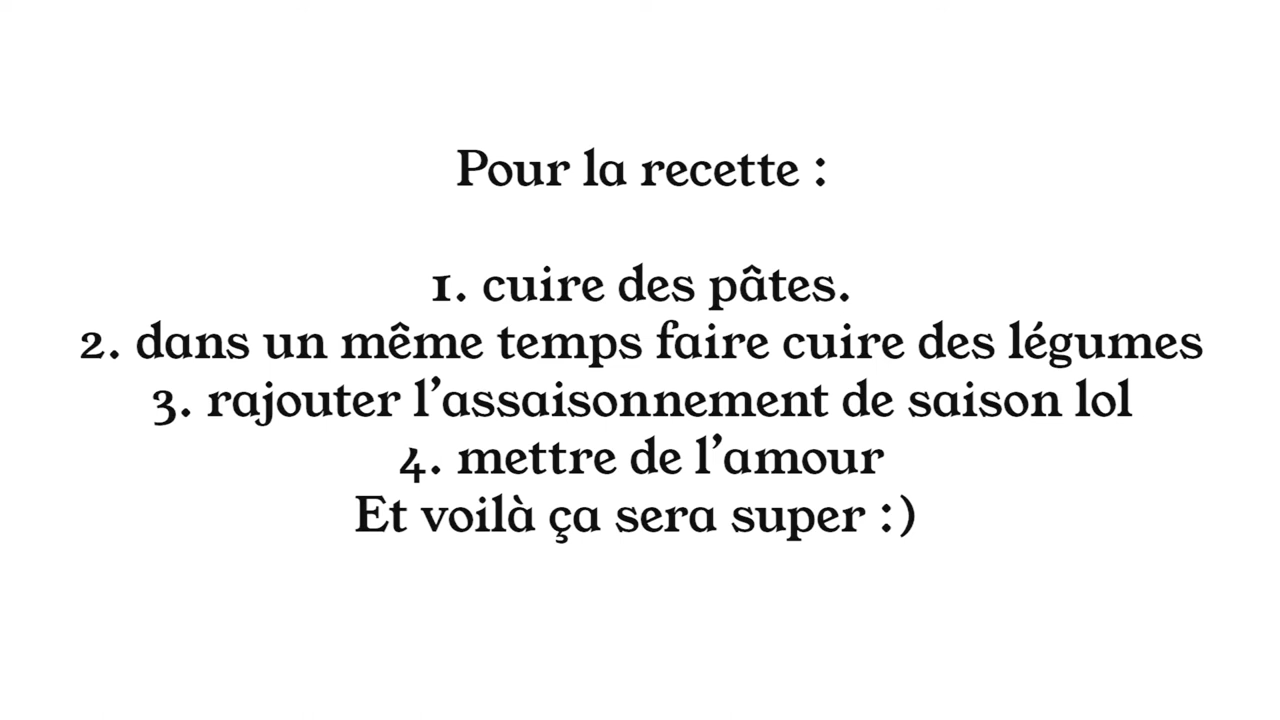 Pour la recette :
1. cuire des pâtes.
2. dans un même temps faire cuire des légumes
3. rajouter l’assaisonnement de saison lol
4. mettre de l’amour
Et voilà ça sera super :)